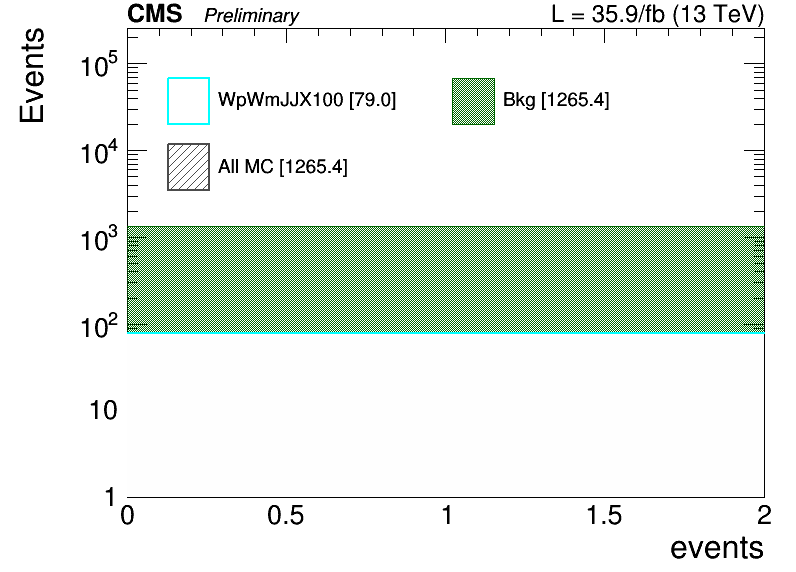 CMS Preliminary L = 35.9/fb (13 TeV)
Events
10^5
WpWmJJX100 [79.0] Bkg [1265.4]
10^4
All MC [1265.4]
10^3
10^2
10
1
0 0.5 1 1.5 2
events